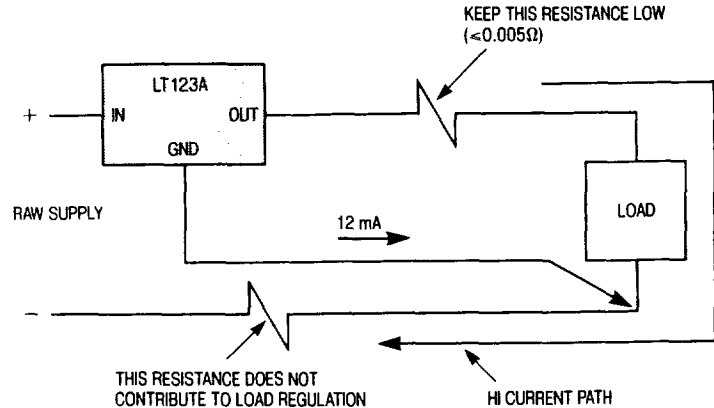 KEEP THIS RESISTANCE LOW
(≤0.005Ω)
LT123A
+
IN
OUT
GND
RAW SUPPLY
12 mA
LOAD
−
THIS RESISTANCE DOES NOT
CONTRIBUTE TO LOAD REGULATION
HI CURRENT PATH